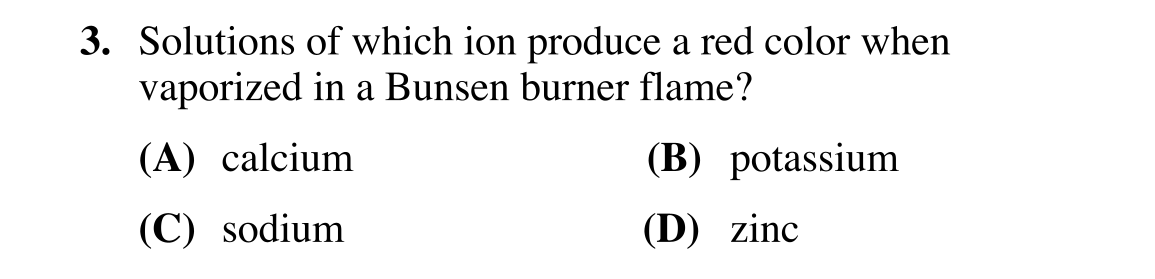 3. Solutions of which ion produce a red color when
vaporized in a Bunsen burner flame?
(A) calcium (B) potassium
(C) sodium (D) zinc